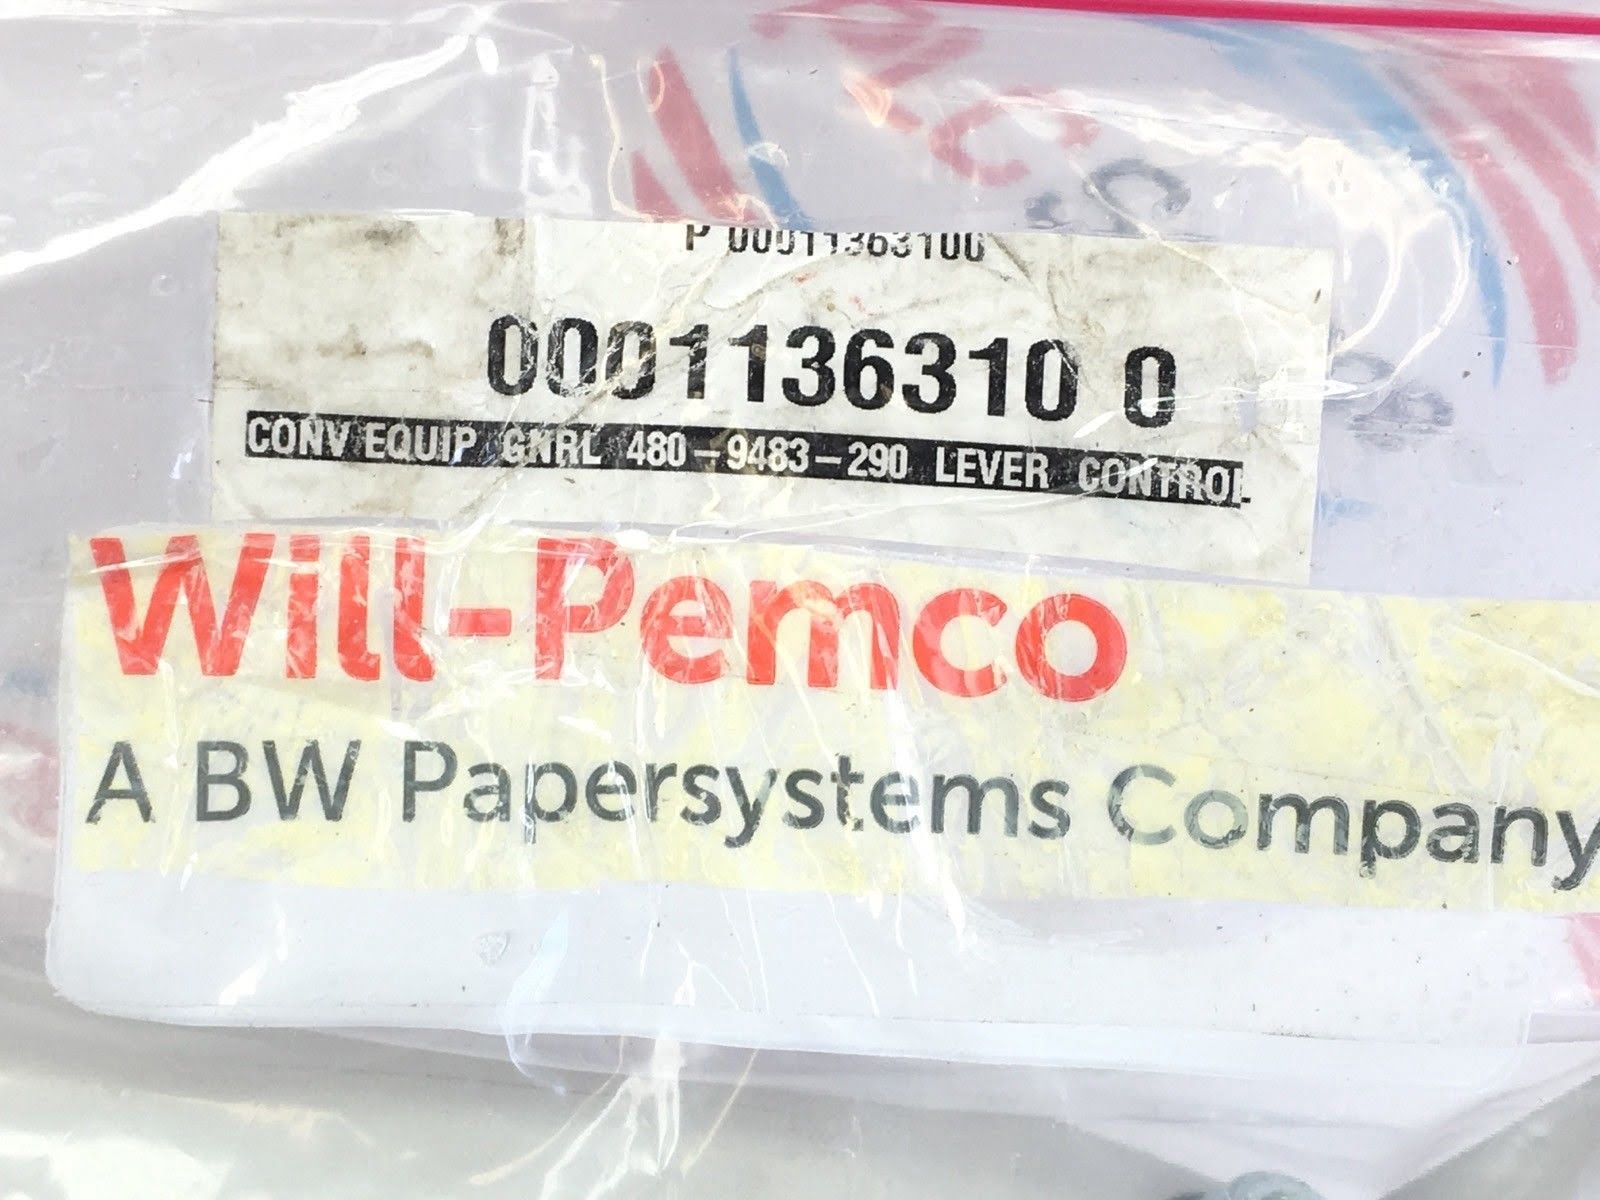 P 00011363100
0001136310 0
CONV EQUIP GNRL 480-9483-290 LEVER CONTROL
Will-Pemco
A BW Papersystems Company